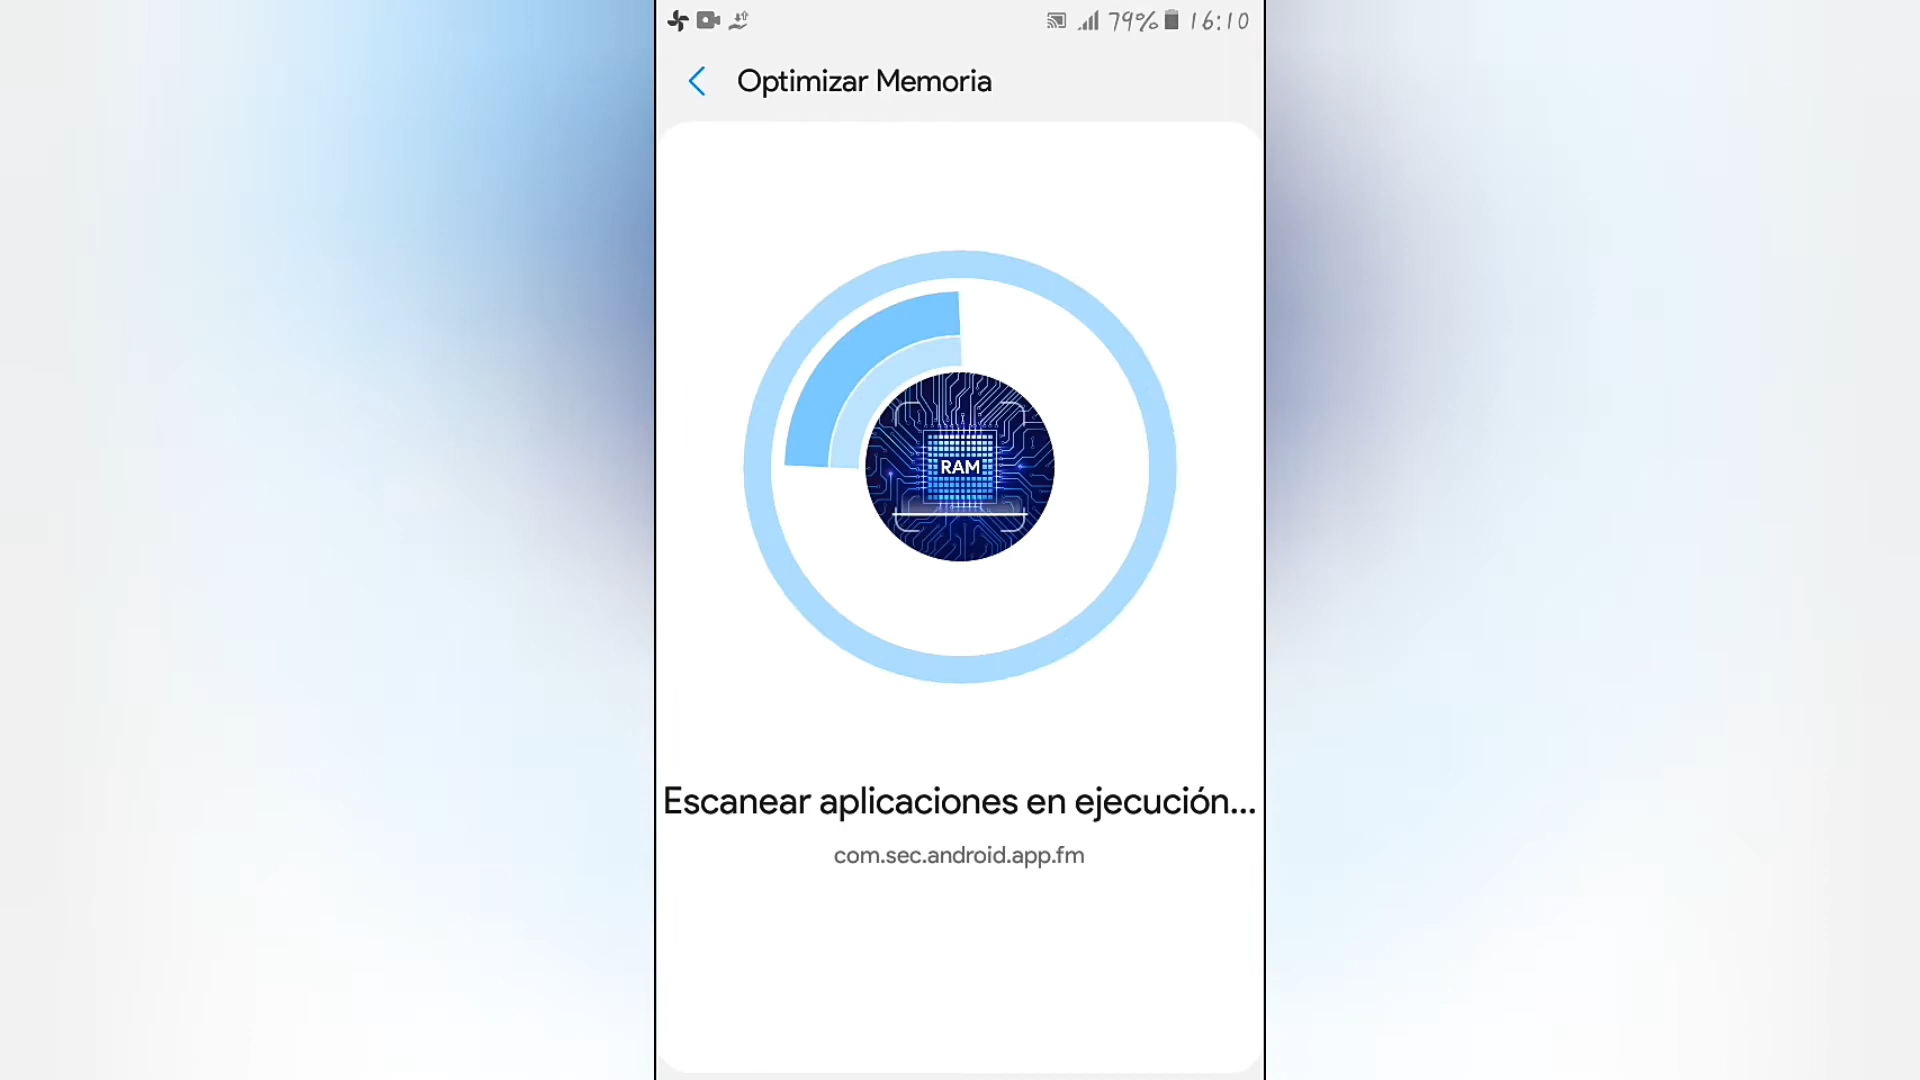 79% 16:10
Optimizar Memoria
RAM
Escanear aplicaciones en ejecución...
com.sec.android.app.fm